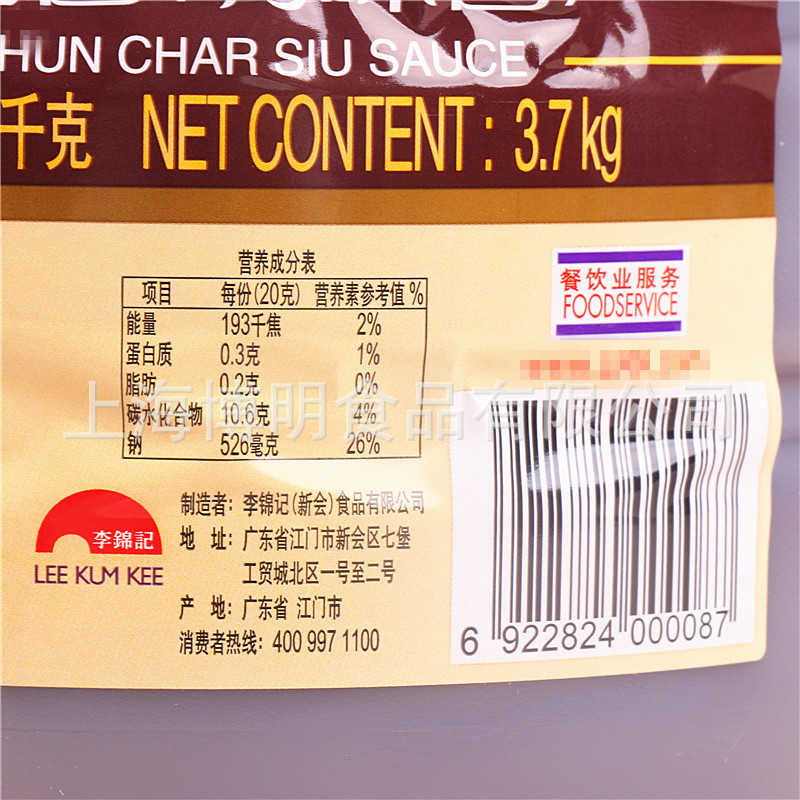 HUN CHAR SIU SAUCE
千克 NET CONTENT: 3.7kg
营养成分表
项目 每份(20克) 营养素参考值%
能量 193千焦 2%
蛋白质 0.3克 1%
脂肪 0.2克 0%
碳水化合物 10.6克 4%
钠 526毫克 26%
餐饮业服务
FOODSERVICE
上海博明食品有限公司
李錦記
LEE KUM KEE
制造者: 李锦记(新会)食品有限公司
地 址: 广东省江门市新会区七堡
工贸城北区一号至二号
产 地: 广东省 江门市
消费者热线: 400 997 1100
6 922824 000087